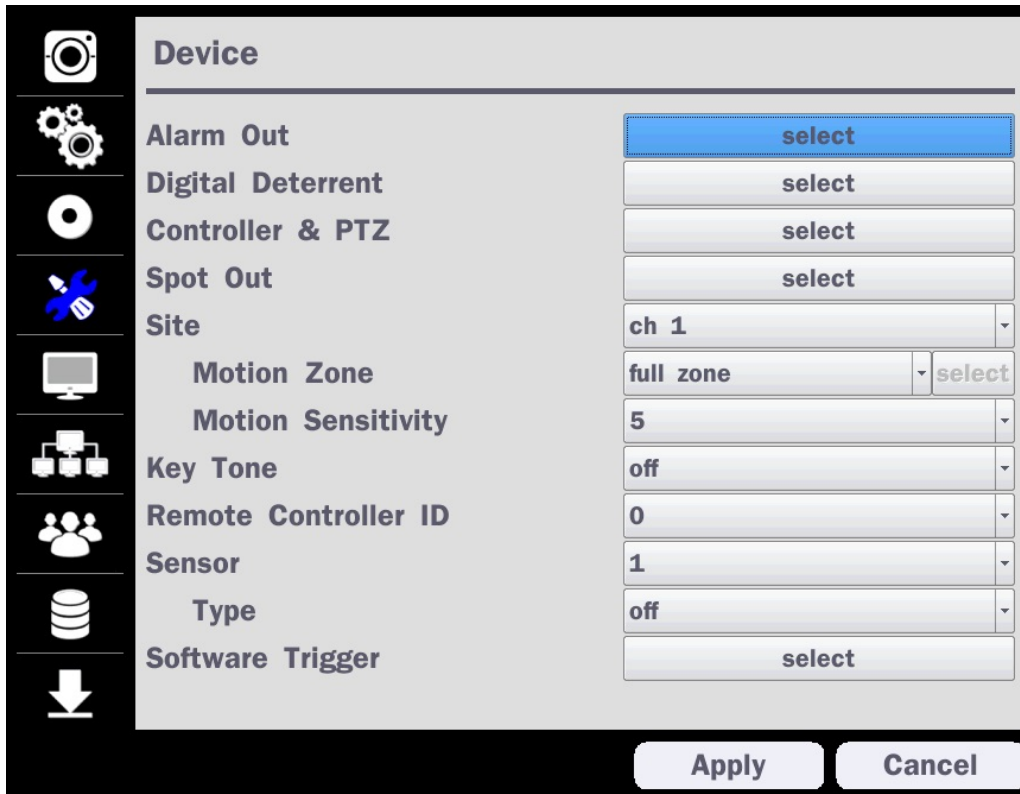 Device
Alarm Out select
Digital Deterrent select
Controller & PTZ select
Spot Out select
Site ch 1
Motion Zone full zone select
Motion Sensitivity 5
Key Tone off
Remote Controller ID 0
Sensor 1
Type off
Software Trigger select
Apply Cancel